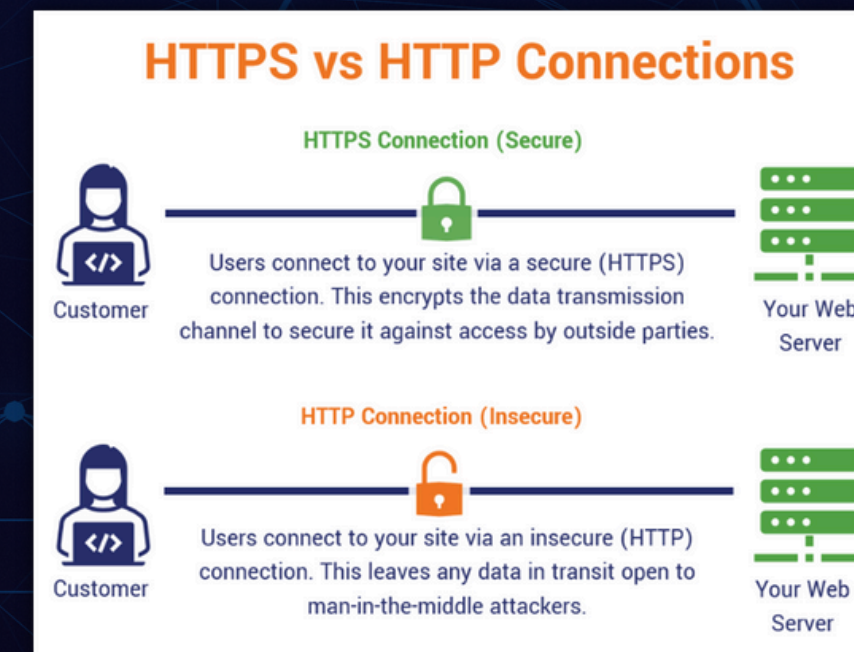 HTTPS vs HTTP Connections
HTTPS Connection (Secure)
</>
Customer
Users connect to your site via a secure (HTTPS)
connection. This encrypts the data transmission
channel to secure it against access by outside parties.
Your Web
Server
HTTP Connection (Insecure)
</>
Customer
Users connect to your site via an insecure (HTTP)
connection. This leaves any data in transit open to
man-in-the-middle attackers.
Your Web
Server